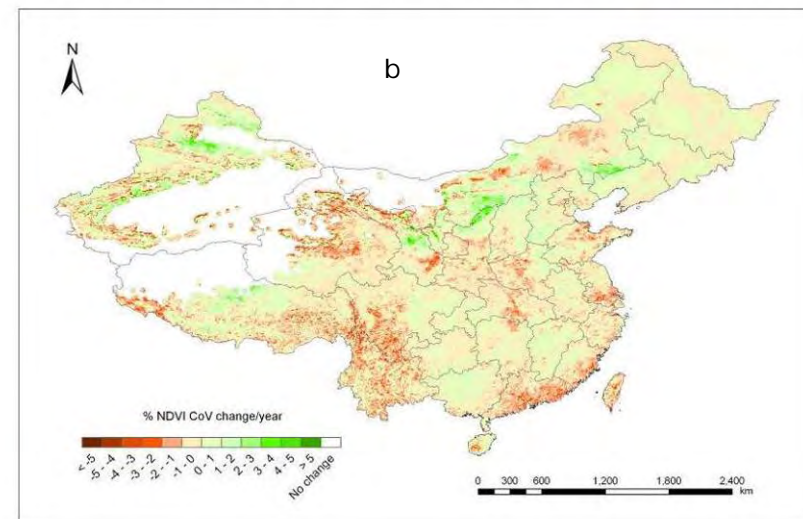 N
b
% NDVI CoV change/year
< -5
-5 - -4
-4 - -3
-3 - -2
-2 - -1
-1 - 0
0 - 1
1 - 2
2 - 3
3 - 4
4 - 5
> 5
No change
0 300 600 1,200 1,800 2,400
km